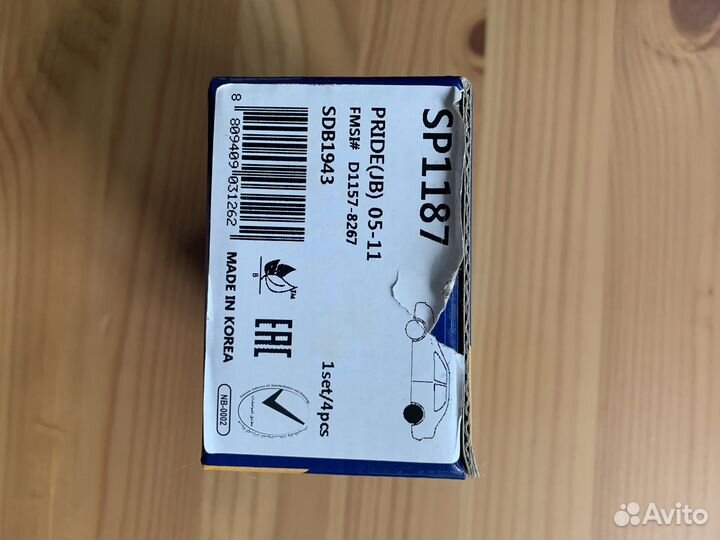 SP1187
PRIDE(JB) 05-11
FMSI# D1157-8267
SDB1943
8 809409 031262
MADE IN KOREA
EAC
B
TM
1set/4pcs
NB-0002
Avito